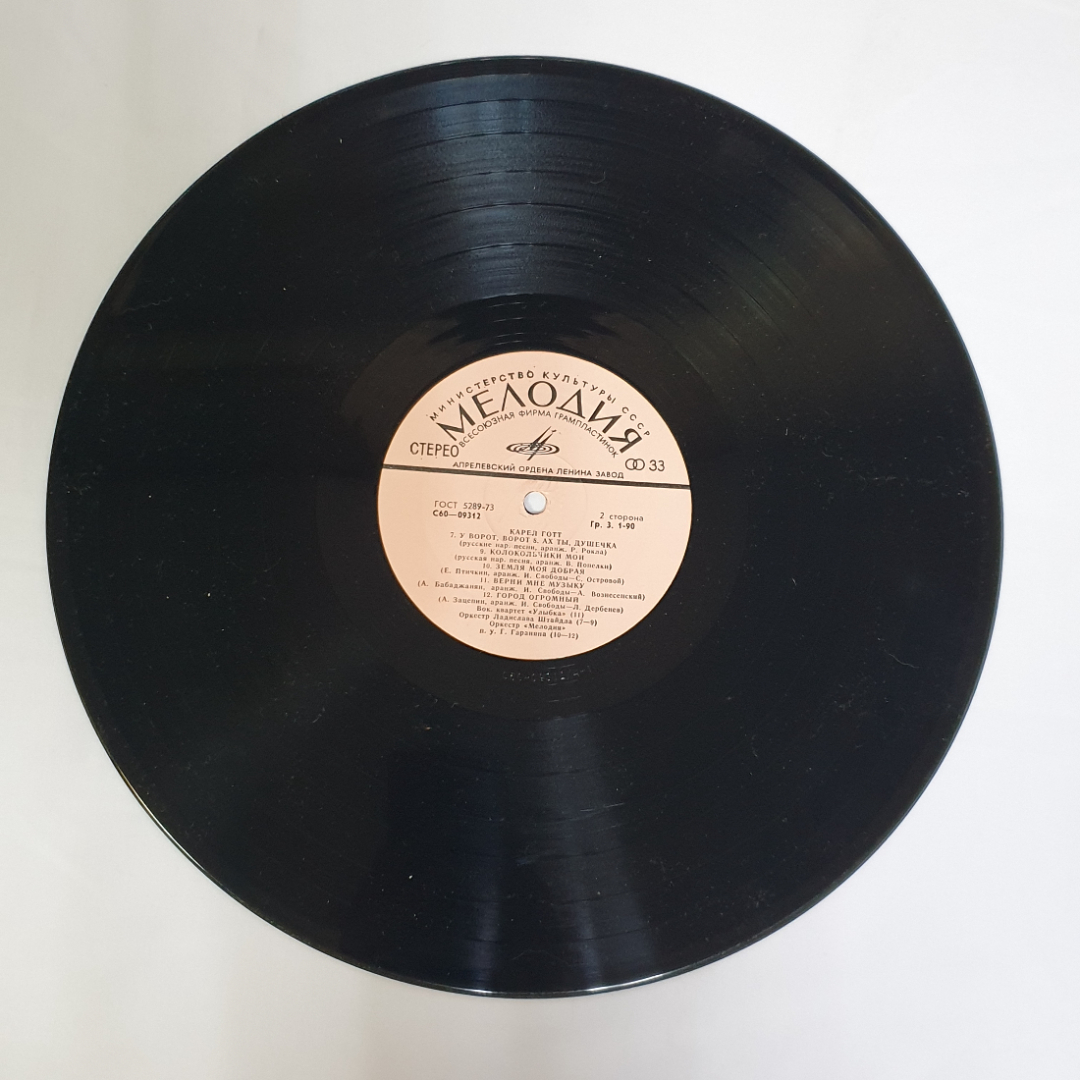 МИНИСТЕРСТВО КУЛЬТУРЫ СССР
МЕЛОДИЯ
ВСЕСОЮЗНАЯ ФИРМА ГРАМПЛАСТИНОК
СТЕРЕО
33
АПРЕЛЕВСКИЙ ОРДЕНА ЛЕНИНА ЗАВОД
ГОСТ 5289-73
С60—09312
2 сторона
Гр. 3. 1-90
КАРЕЛ ГОТТ
7. У ВОРОТ, ВОРОТ 8. АХ ТЫ, ДУШЕЧКА
(русские нар. песни, аранж. Р. Рокла)
9. КОЛОКОЛЬЧИКИ МОИ
(русская нар. песня, аранж. В. Попелки)
10. ЗЕМЛЯ МОЯ ДОБРАЯ
(Е. Птичкин, аранж. И. Свободы—С. Островой)
11. ВЕРНИ МНЕ МУЗЫКУ
(А. Бабаджанян, аранж. И. Свободы—А. Вознесенский)
12. ГОРОД ОГРОМНЫЙ
(А. Зацепин, аранж. И. Свободы—Л. Дербенев)
Вок. квартет «Улыбка» (11)
Оркестр Ладислава Штайдла (7—9)
Оркестр «Мелодия»
п. у. Г. Гараняна (10—12)